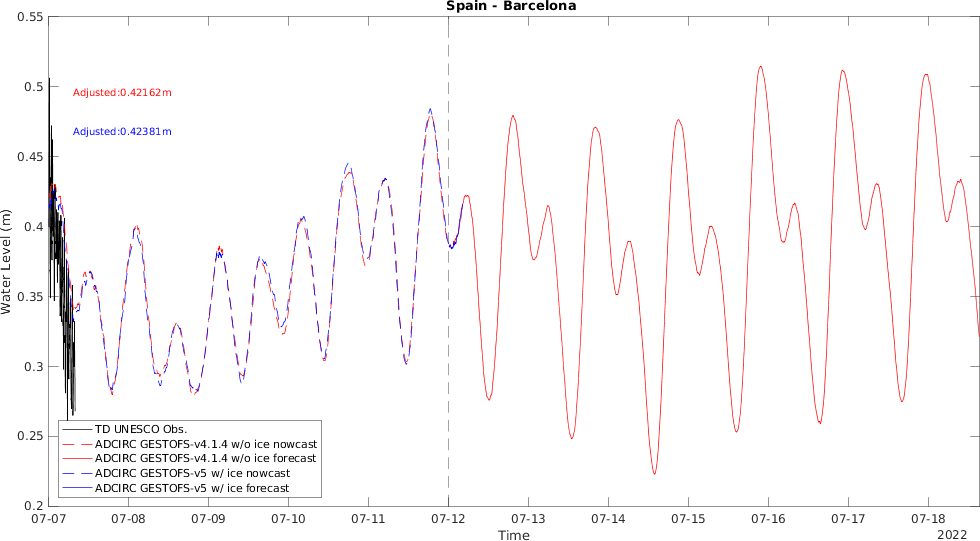 Spain - Barcelona
0.55
0.5
0.45
0.4
0.35
0.3
0.25
0.2
Water Level (m)
Adjusted:0.42162m
Adjusted:0.42381m
TD UNESCO Obs.
ADCIRC GESTOFS-v4.1.4 w/o ice nowcast
ADCIRC GESTOFS-v4.1.4 w/o ice forecast
ADCIRC GESTOFS-v5 w/ ice nowcast
ADCIRC GESTOFS-v5 w/ ice forecast
07-07 07-08 07-09 07-10 07-11 07-12 07-13 07-14 07-15 07-16 07-17 07-18
Time
2022